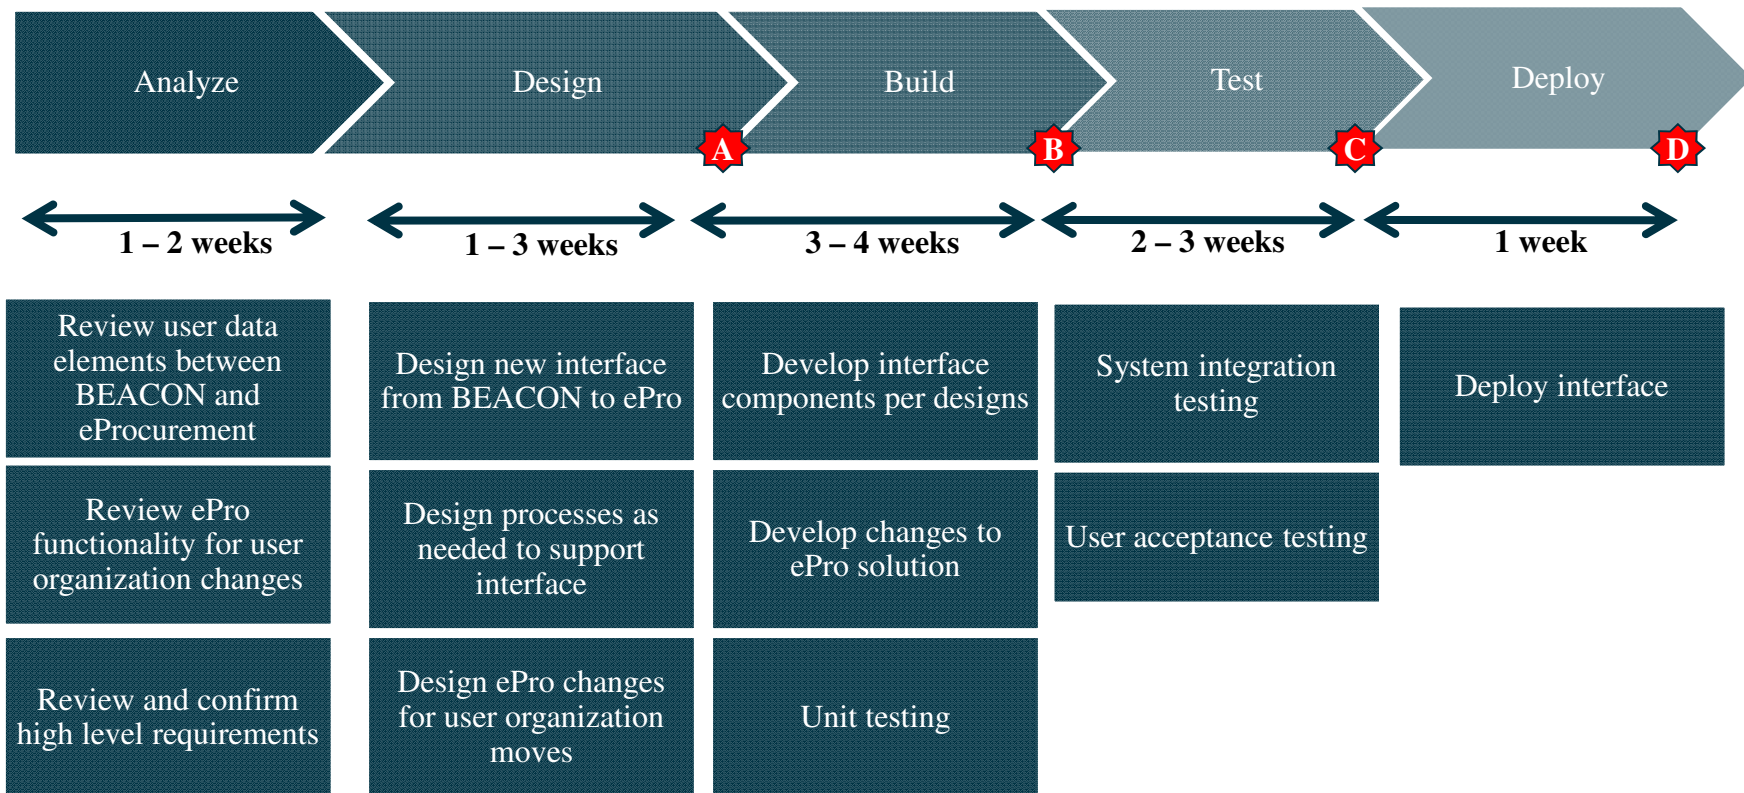 Analyze
Design
Build
Test
Deploy
A
B
C
D
1 – 2 weeks
1 – 3 weeks
3 – 4 weeks
2 – 3 weeks
1 week
Review user data
elements between
BEACON and
eProcurement
Design new interface
from BEACON to ePro
Develop interface
components per designs
System integration
testing
Deploy interface
Review ePro
functionality for user
organization changes
Design processes as
needed to support
interface
Develop changes to
ePro solution
User acceptance testing
Review and confirm
high level requirements
Design ePro changes
for user organization
moves
Unit testing